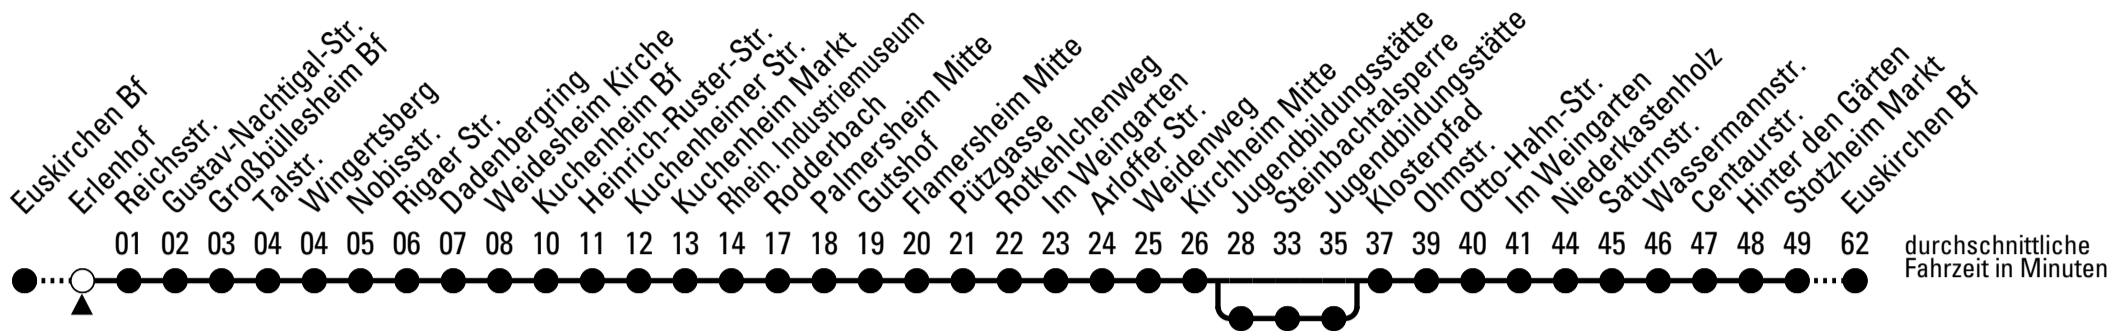 Euskirchen Bf
Erlenhof
Reichsstr.
Gustav-Nachtigal-Str.
Großbüllesheim Bf
Talstr.
Wingertsberg
Nobisstr.
Rigaer Str.
Dadenbergring
Weidesheim Kirche
Kuchenheim Bf
Heinrich-Ruster-Str.
Kuchenheimer Str.
Kuchenheim Markt
Rhein. Industriemuseum
Rodderbach
Palmersheim Mitte
Gutshof
Flamersheim Mitte
Pützgasse
Rotkehlchenweg
Im Weingarten
Arloffer Str.
Weidenweg
Kirchheim Mitte
Jugendbildungsstätte
Steinbachtalsperre
Jugendbildungsstätte
Klosterpfad
Ohmstr.
Otto-Hahn-Str.
Im Weingarten
Niederkastenholz
Saturnstr.
Wassermannstr.
Centaurstr.
Hinter den Gärten
Stotzheim Markt
Euskirchen Bf
01 02 03 04 04 05 06 07 08 10 11 12 13 14 17 18 19 20 21 22 23 24 25 26 28 33 35 37 39 40 41 44 45 46 47 48 49 62
durchschnittliche
Fahrzeit in Minuten